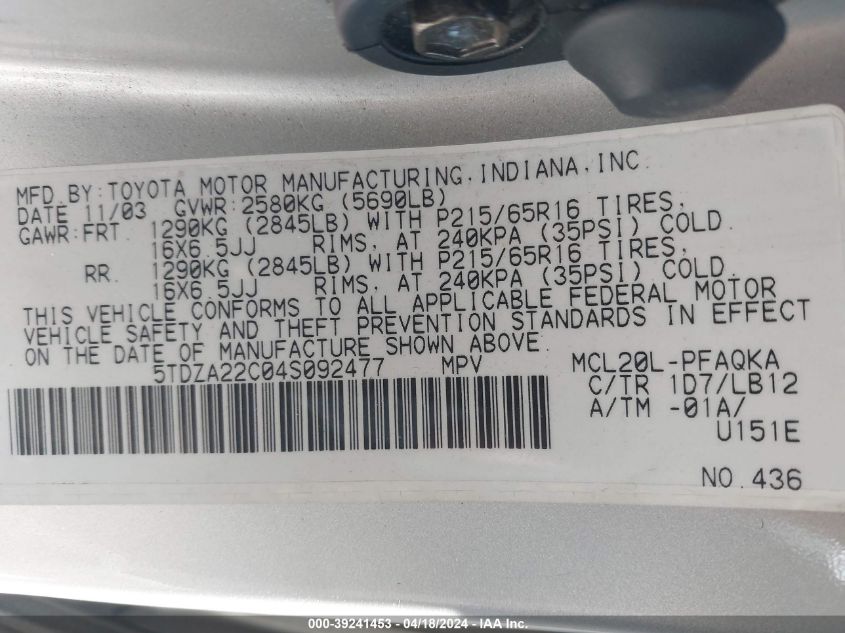 MFD.BY:TOYOTA MOTOR MANUFACTURING,INDIANA,INC.
DATE 11/03 GVWR:2580KG (5690LB)
GAWR:FRT. 1290KG (2845LB) WITH P215/65R16 TIRES,
16X6.5JJ RIMS, AT 240KPA (35PSI) COLD.
RR. 1290KG (2845LB) WITH P215/65R16 TIRES,
16X6.5JJ RIMS, AT 240KPA (35PSI) COLD.
THIS VEHICLE CONFORMS TO ALL APPLICABLE FEDERAL MOTOR
VEHICLE SAFETY AND THEFT PREVENTION STANDARDS IN EFFECT
ON THE DATE OF MANUFACTURE SHOWN ABOVE.
5TDZA22C04S092477 MPV MCL20L-PFAQKA
C/TR 1D7/LB12
A/TM -01A/
U151E
NO.436
000-39241453 - 04/18/2024 - IAA Inc.